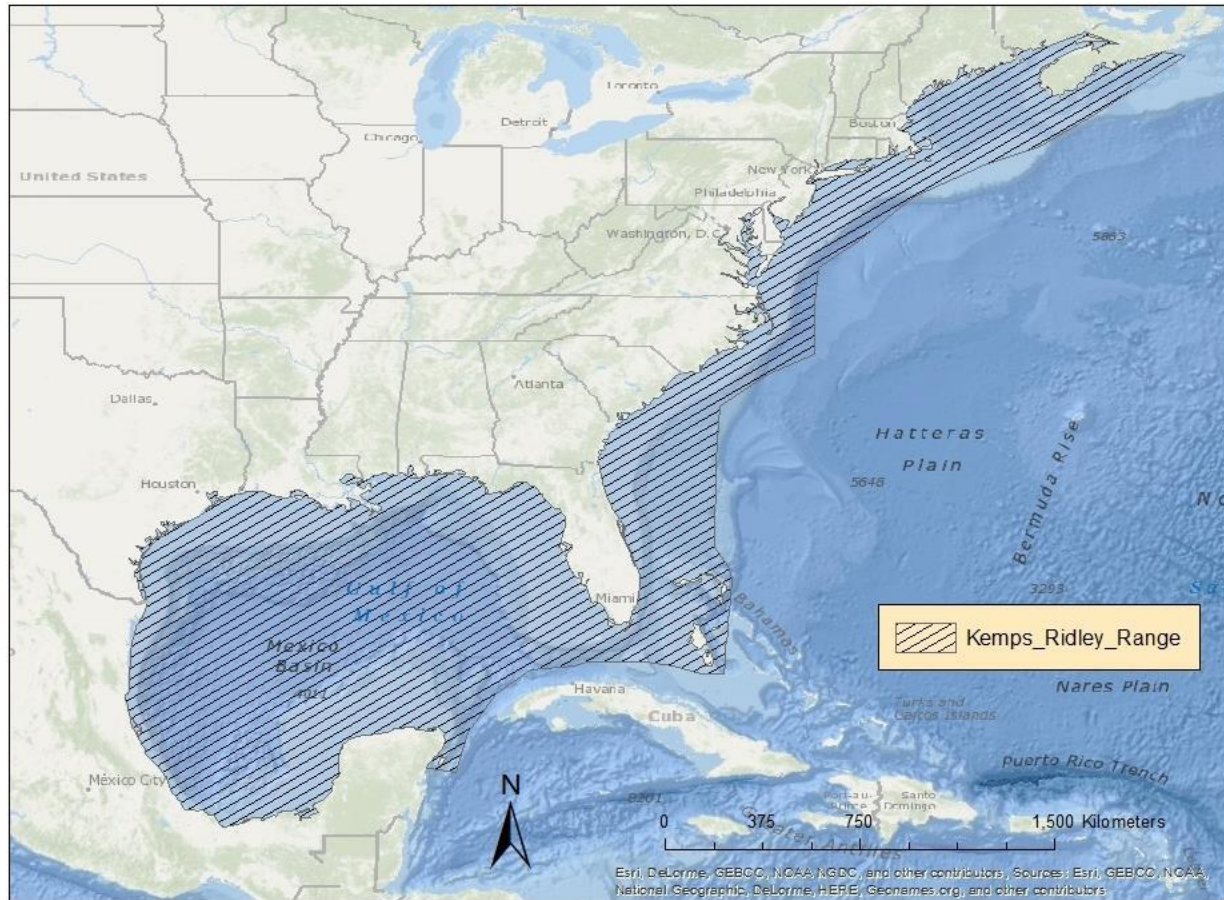 Toronto
Boston
Detroit
Chicago
New York
United States
Philadelphia
Washington, D.C.
5683
Atlanta
Dallas
Hatteras
Plain
Bermuda Rise
Houston
5648
Gulf of
Mexico
Miami
Bahamas
3293
Kemps_Ridley_Range
Mexico
Basin
4011
Havana
Nares Plain
Cuba
Turks and
Caicos Islands
México City
Puerto Rico Trench
N
Port-au-
Prince
Santo
Domingo
0 375 750 1,500 Kilometers
Greater Antilles
Esri, DeLorme, GEBCO, NOAA NGDC, and other contributors, Sources: Esri, GEBCO, NOAA,
National Geographic, DeLorme, HERE, Geonames.org, and other contributors